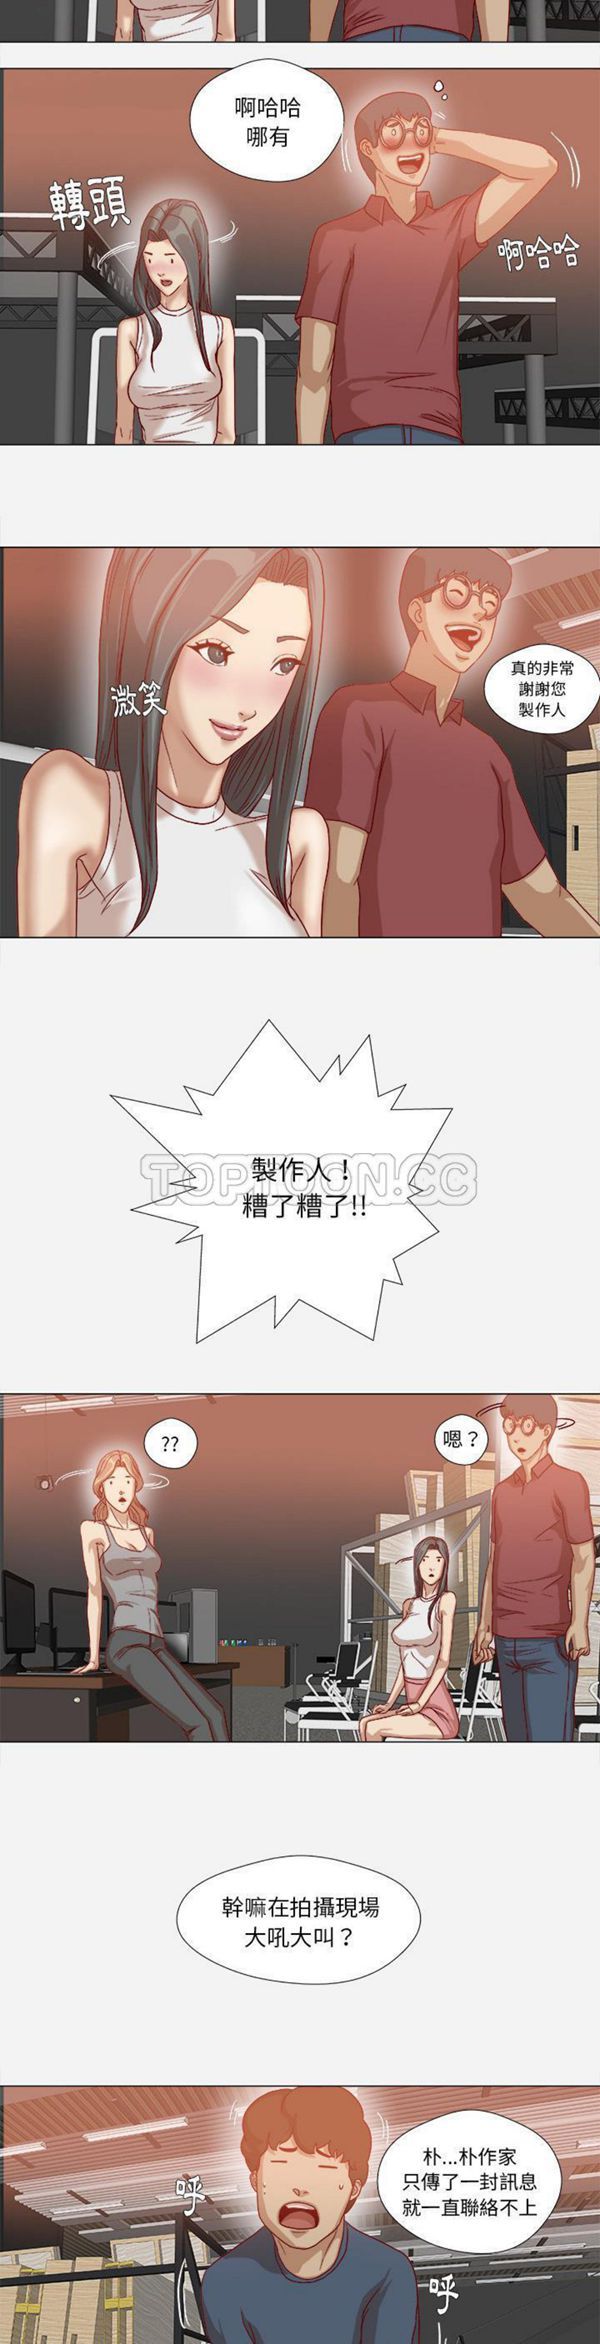 啊哈哈
哪有
轉頭
啊哈哈
真的非常
謝謝您
製作人
微笑
製作人！
TOPTOON.CC
糟了糟了!!
??
嗯？
幹嘛在拍攝現場
大吼大叫？
朴...朴作家
只傳了一封訊息
就一直聯絡不上
呼
呼